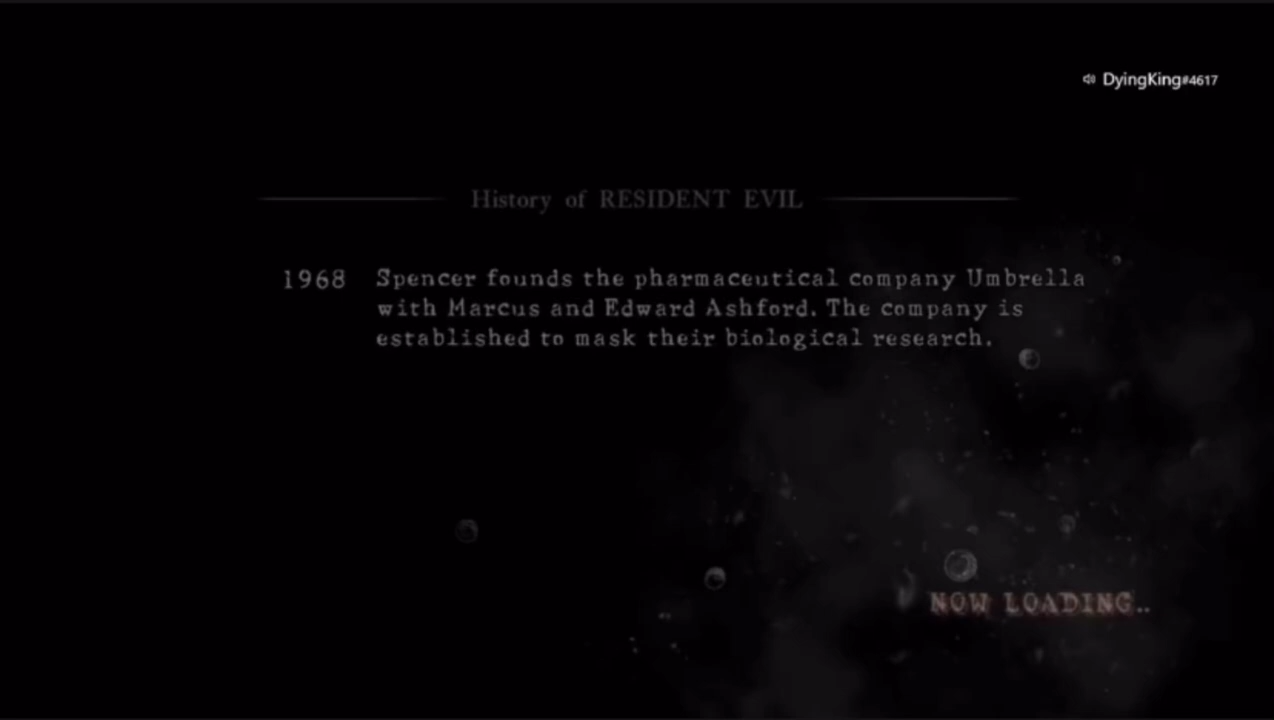 DyingKing#4617
History of RESIDENT EVIL
1968 Spencer founds the pharmaceutical company Umbrella
with Marcus and Edward Ashford. The company is
established to mask their biological research.
NOW LOADING..